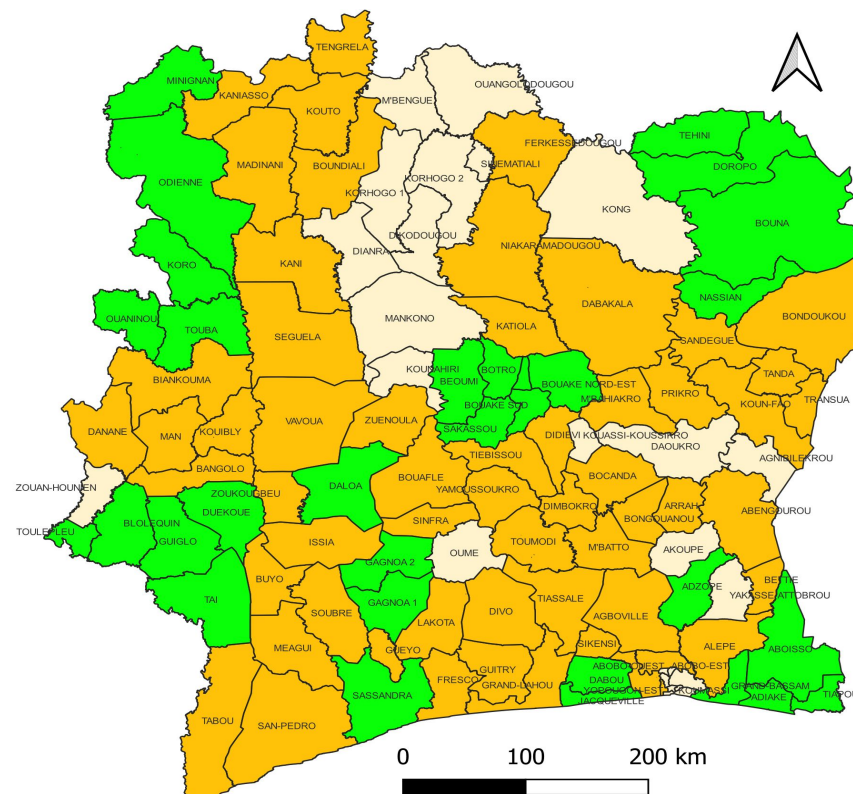 TENGRELA
MINIGNAN
KANIASSO
M'BENGUE
OUANGOLODOUGOU
KOUTO
TEHINI
FERKESSEDOUGOU
MADINANI
BOUNDIALI
SINEMATIALI
DOROPO
ODIENNE
KORHOGO 1
KORHOGO 2
KONG
BOUNA
DIKODOUGOU
DIANRA
NIAKARAMADOUGOU
KORO
KANI
NASSIAN
DABAKALA
OUANINOU
TOUBA
MANKONO
KATIOLA
BONDOUKOU
SEGUELA
SANDEGUE
KOUNAHIRI
BOTRO
BIANKOUMA
BEOUMI
BOUAKE NORD-EST
TANDA
M'BAHIAKRO
PRIKRO
TRANSUA
BOUAKE SUD
KOUN-FAO
DANANE
MAN
KOUIBLY
VAVOUA
ZUENOULA
SAKASSOU
DIDIEVI
KOUASSI-KOUSSIKRO
DAOUKRO
TIEBISSOU
AGNIBILEKROU
BANGOLO
ZOUAN-HOUNIEN
ZOUKOUGBEU
DALOA
BOUAFLE
YAMOUSSOUKRO
BOCANDA
DIMBOKRO
ARRAH
ABENGOUROU
BONGOUANOU
DUEKOUE
BLOLEQUIN
SINFRA
TOULEPLEU
GUIGLO
ISSIA
OUME
TOUMODI
M'BATTO
AKOUPE
GAGNOA 2
BUYO
BETTIE
ADZOPE
YAKASSE-ATTOBROU
TAI
GAGNOA 1
SOUBRE
LAKOTA
DIVO
TIASSALE
AGBOVILLE
MEAGUI
GUEYO
SIKENSI
ALEPE
ABOISSO
GUITRY
ABOBO-OUEST
ABOBO-EST
FRESCO
DABOU
SASSANDRA
GRAND-LAHOU
YOPOUGON-EST
KOUMASSI
GRAND-BASSAM
JACQUEVILLE
ADIAKE
TIAPOU
TABOU
SAN-PEDRO
0 100 200 km